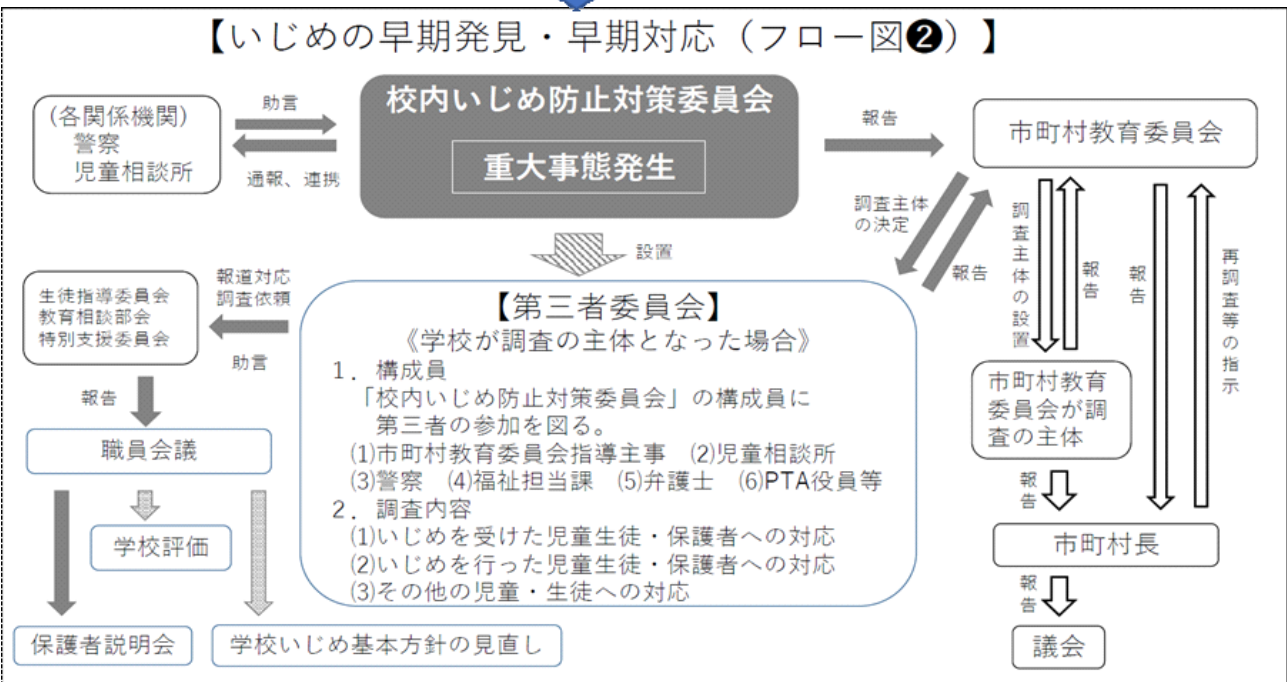 【いじめの早期発見・早期対応（フロー図❷）】
(各関係機関)
警察
児童相談所
助言
通報、連携
校内いじめ防止対策委員会
重大事態発生
報告
市町村教育委員会
設置
調査主体
の決定
報告
調査主体の設置
報告
報告
再調査等の指示
生徒指導委員会
教育相談部会
特別支援委員会
報道対応
調査依頼
助言
【第三者委員会】
《学校が調査の主体となった場合》
1．構成員
「校内いじめ防止対策委員会」の構成員に
第三者の参加を図る。
⑴市町村教育委員会指導主事　⑵児童相談所
⑶警察　⑷福祉担当課　⑸弁護士　⑹PTA役員等
2．調査内容
⑴いじめを受けた児童生徒・保護者への対応
⑵いじめを行った児童生徒・保護者への対応
⑶その他の児童・生徒への対応
市町村教育
委員会が調
査の主体
報告
市町村長
報告
議会
報告
職員会議
学校評価
保護者説明会
学校いじめ基本方針の見直し